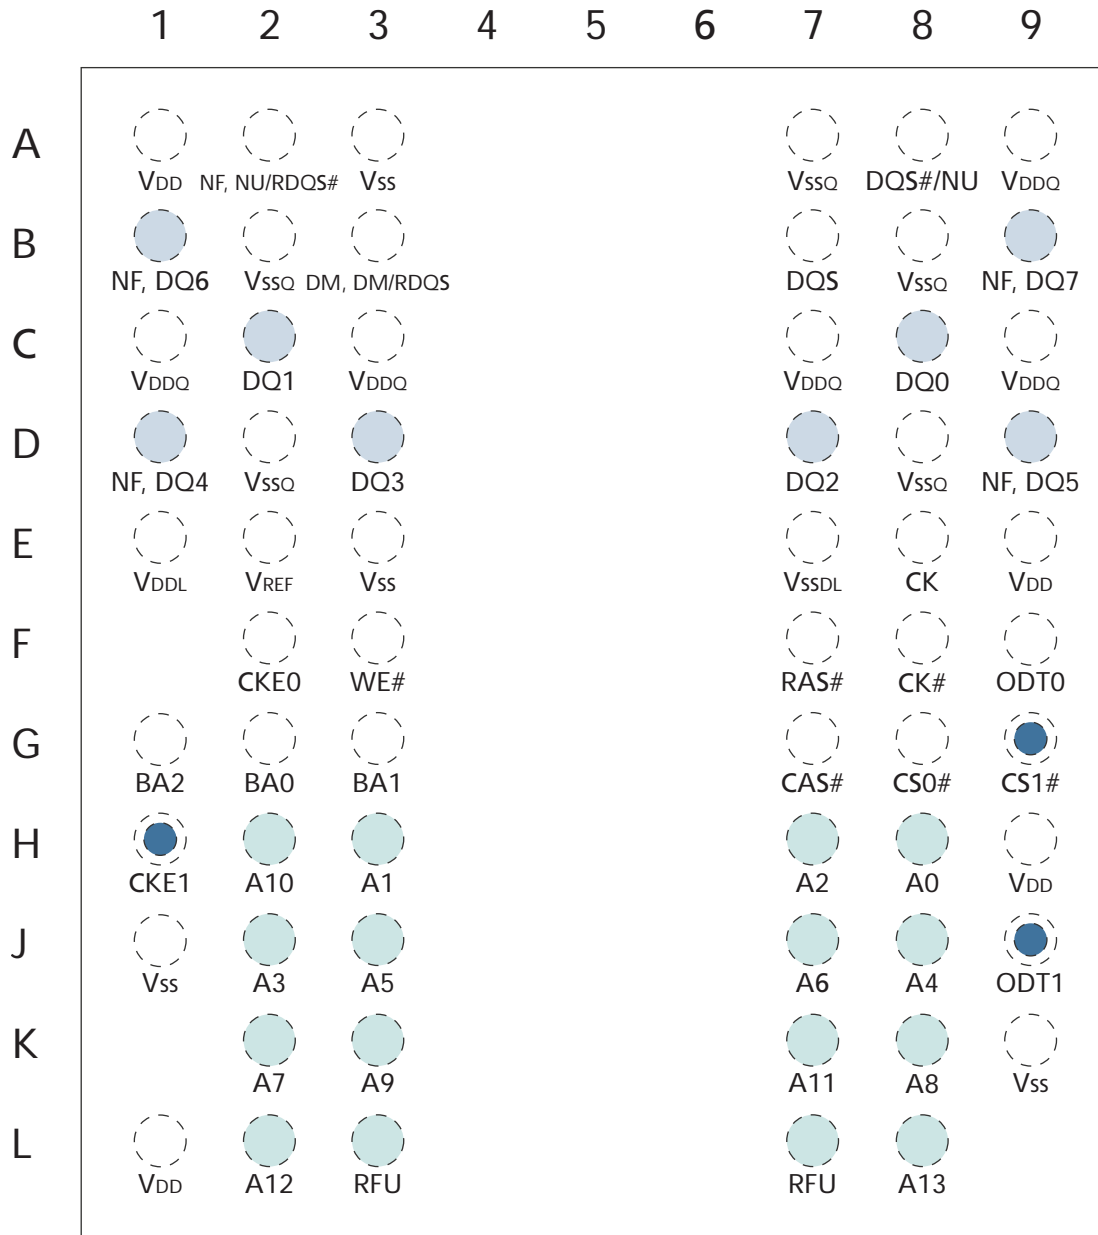 1 2 3 4 5 6 7 8 9
A
VDD NF, NU/RDQS# Vss VssQ DQS#/NU VDDQ
B
NF, DQ6 VssQ DM, DM/RDQS DQS VssQ NF, DQ7
C
VDDQ DQ1 VDDQ VDDQ DQ0 VDDQ
D
NF, DQ4 VssQ DQ3 DQ2 VssQ NF, DQ5
E
VDDL VREF Vss VssDL CK VDD
F
CKE0 WE# RAS# CK# ODT0
G
BA2 BA0 BA1 CAS# CS0# CS1#
H
CKE1 A10 A1 A2 A0 VDD
J
Vss A3 A5 A6 A4 ODT1
K
A7 A9 A11 A8 Vss
L
VDD A12 RFU RFU A13